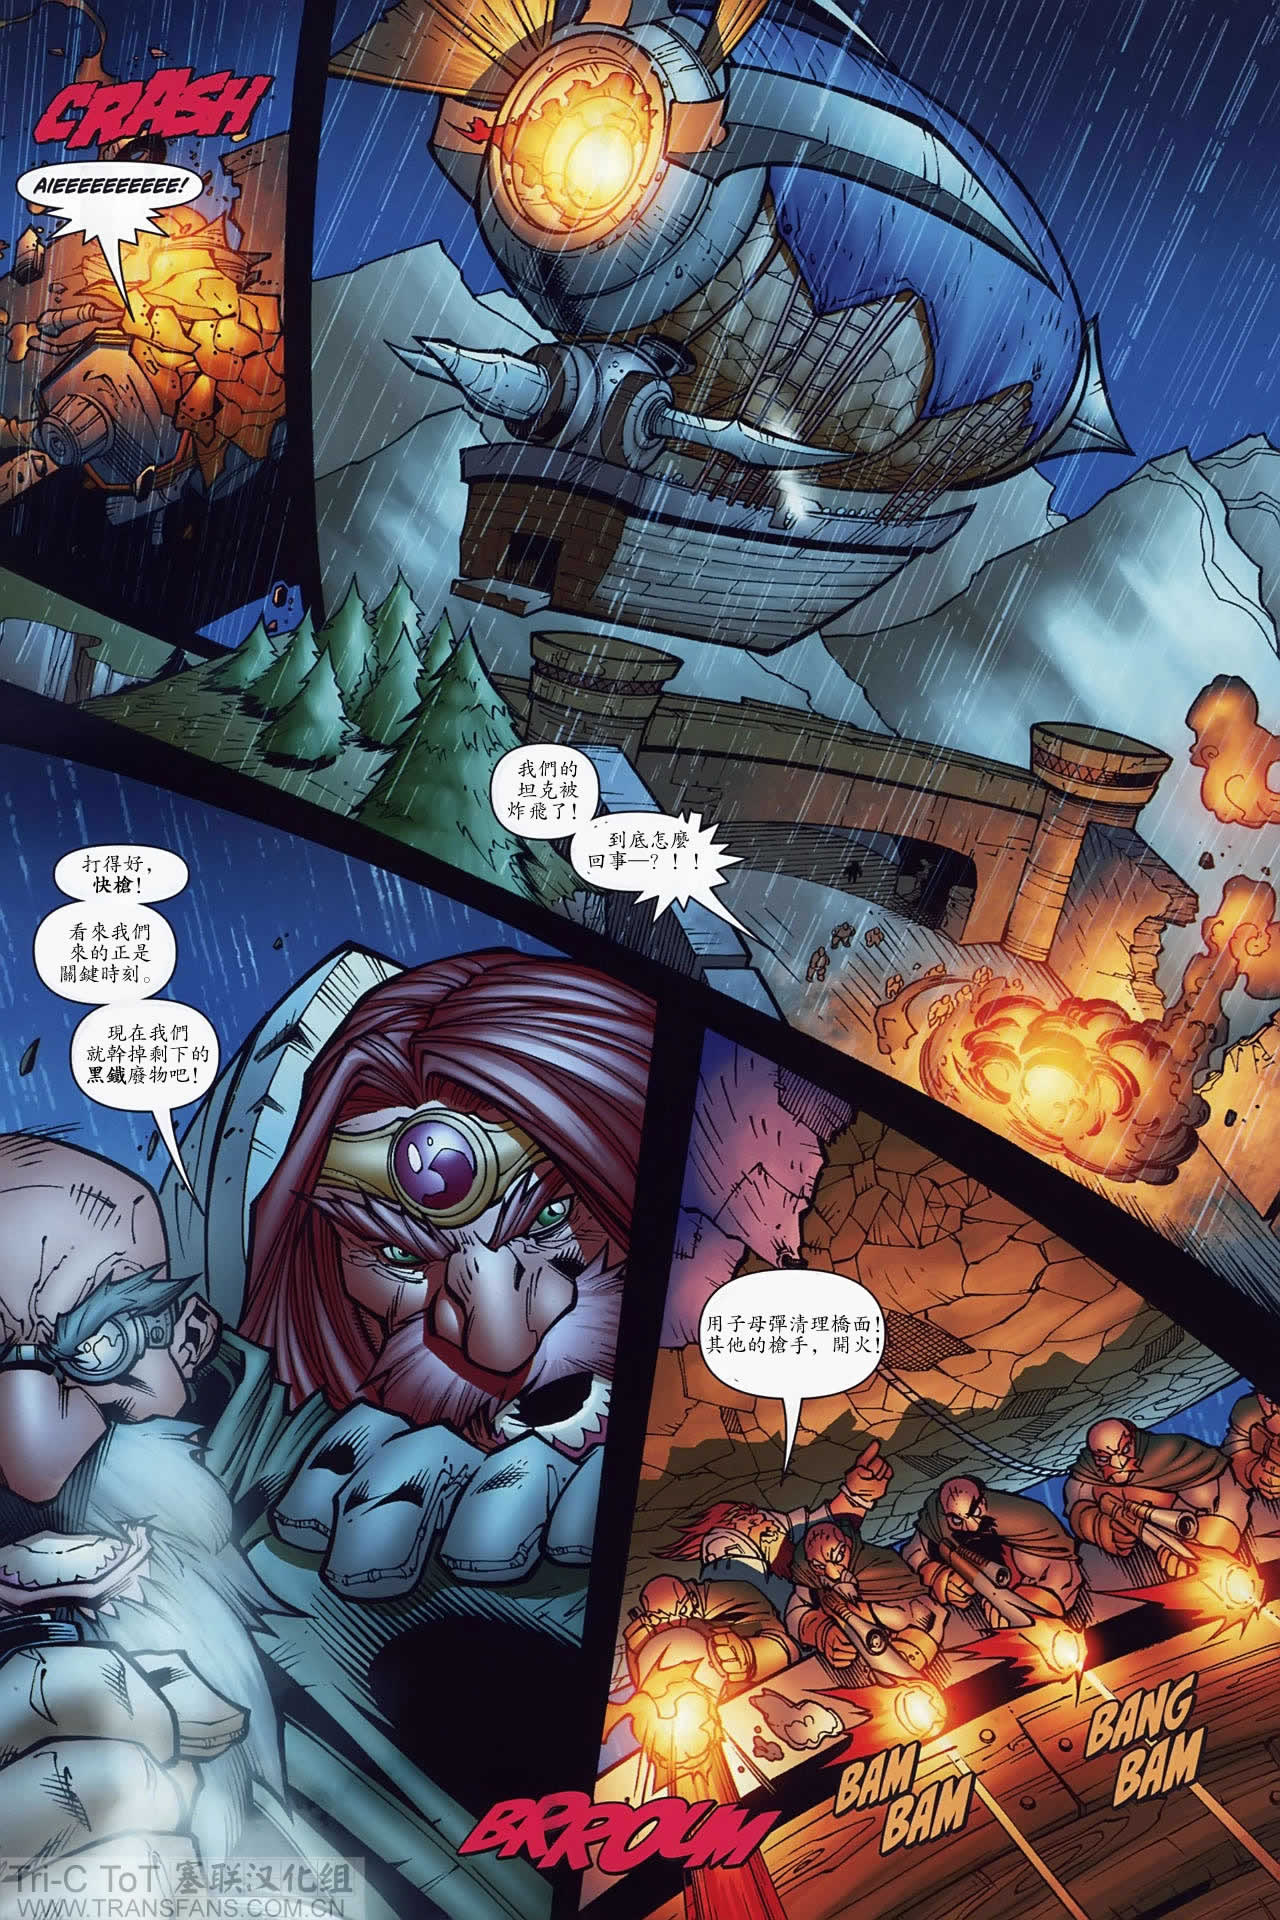 CRASH
AIEEEEEEEEEE!
我們的
坦克被
炸飛了!
到底怎麼
回事—?!!
打得好,
快槍!
看來我們
來的正是
關鍵時刻。
現在我們
就幹掉剩下的
黑鐵廢物吧!
用子母彈清理橋面!
其他的槍手，開火!
BANG
BAM
BAM
BAM
BRROUM
Tri-C ToT 塞联汉化组
WWW.TRANSFANS.COM.CN